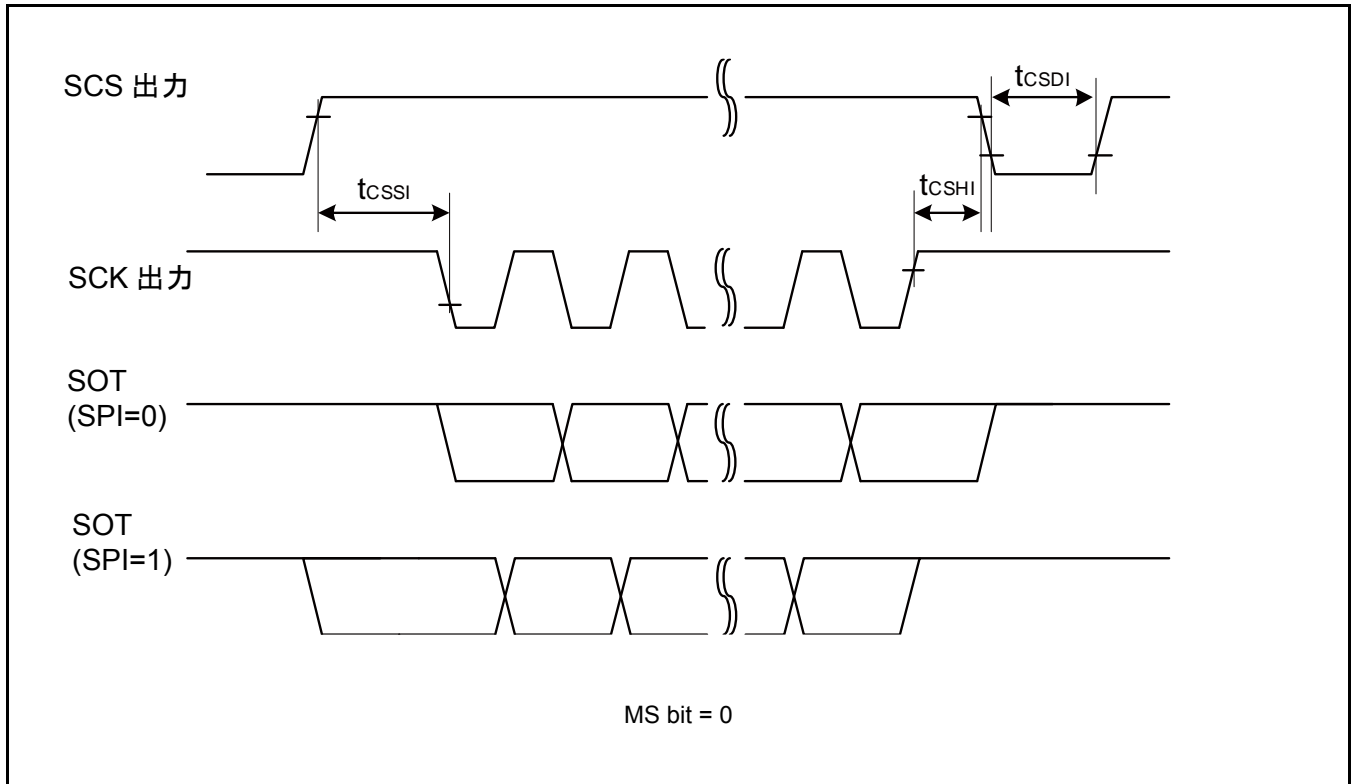 SCS 出力
tCSDI
tCSSI
tCSHI
SCK 出力
SOT
(SPI=0)
SOT
(SPI=1)
MS bit = 0